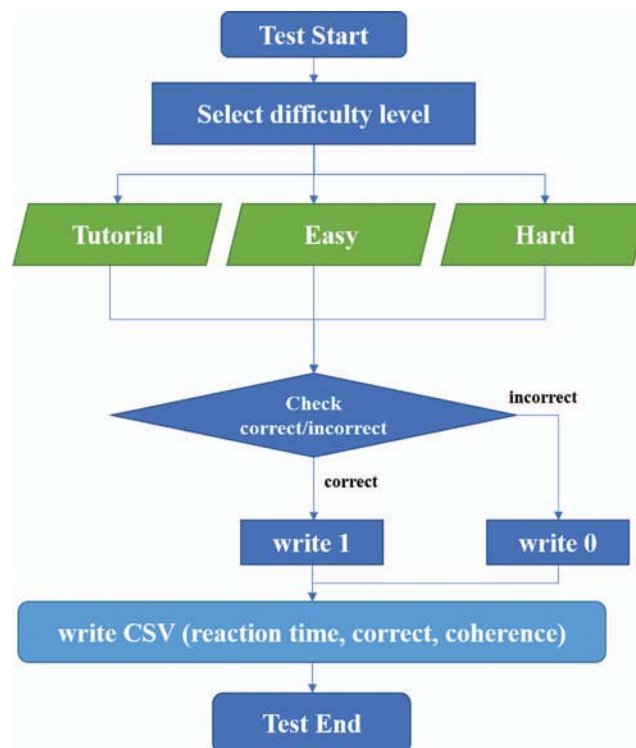 Test Start
Select difficulty level
Tutorial
Easy
Hard
Check
correct/incorrect
incorrect
correct
write 1
write 0
write CSV (reaction time, correct, coherence)
Test End